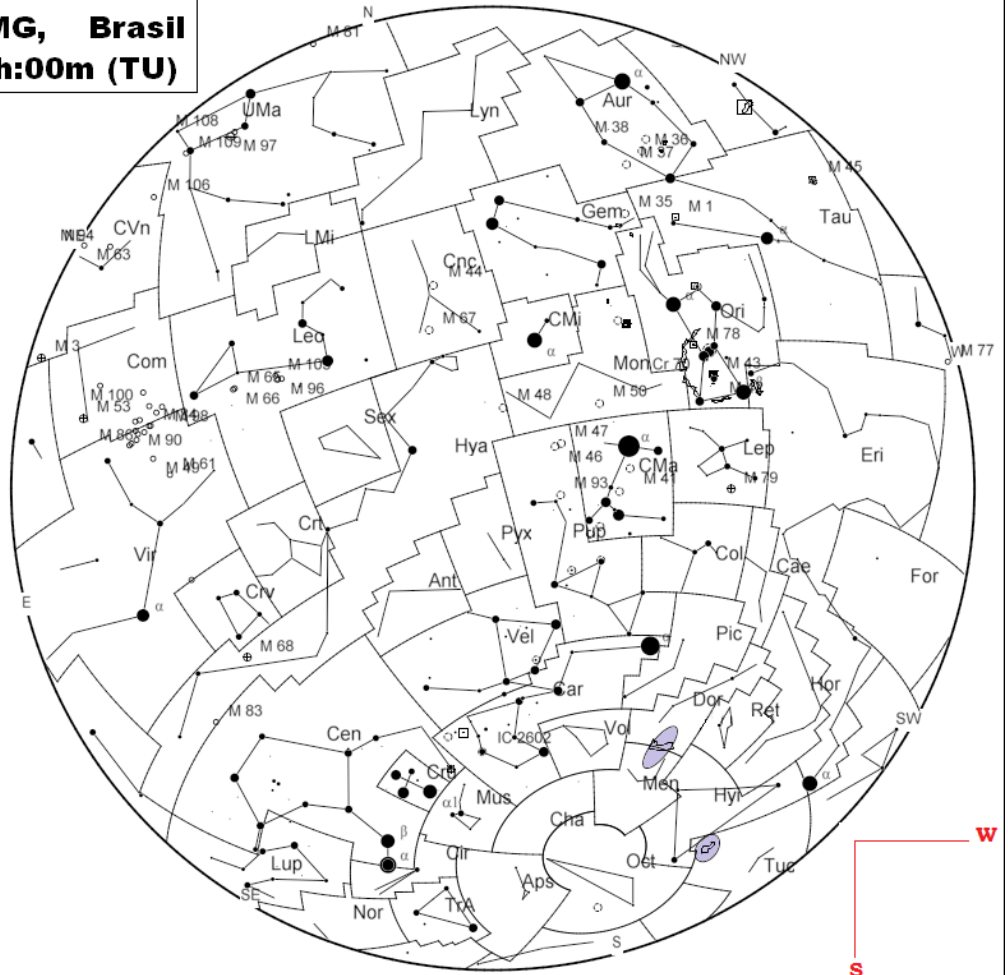 MG, Brasil
h:00m (TU)
N
M 81
NW
UMa
Lyn
Aur
α
M 108
M 109
M 97
M 38
M 36
M 37
M 45
M 106
M 35
M 1
Gem
Tau
α
CVn
M 63
LMi
Cnc
M 44
α
Ori
Leo
M 67
CMi
α
M 78
M 3
Com
M 66
M 96
Mon
M 43
W
M 77
M 100
M 53
M 66
M 48
M 50
M 90
Sex
M 47
α
Hya
M 46
CMa
Lep
Eri
M 61
M 93
M 41
M 79
Crt
Pyx
Pup
Col
Vir
Cae
For
Ant
E
α
Crv
M 68
Vel
Pic
Car
Dor
Hor
Ret
M 83
Vol
SW
Cen
IC 2602
Cru
Men
Hyi
α
α1
Mus
Cha
β
W
Lup
α
Cir
Oct
Tuc
Aps
SE
Nor
TrA
S
S